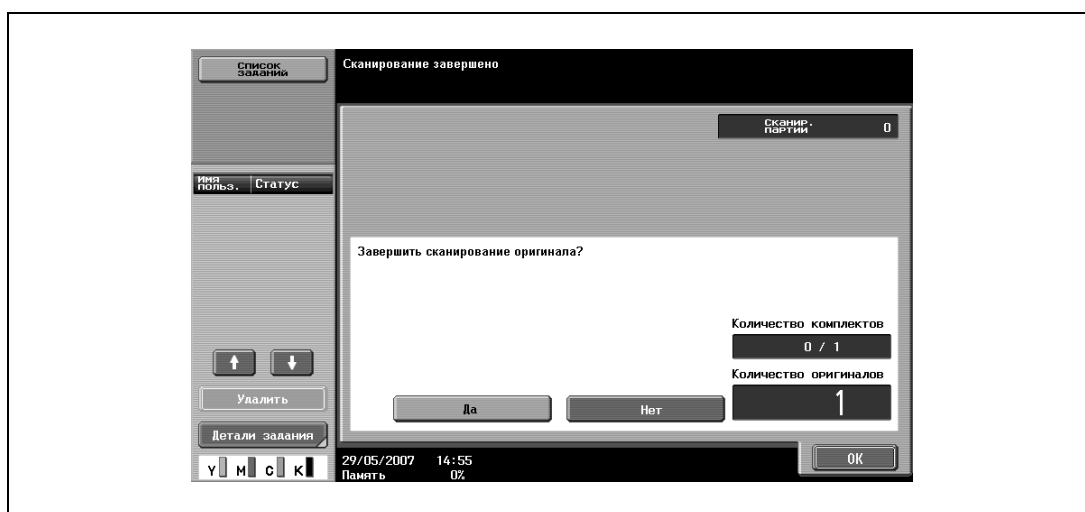 Список
заданий
Сканирование завершено
Сканир.
партии 0
Имя
польз. Статус
Завершить сканирование оригинала?
Количество комплектов
0 / 1
Количество оригиналов
1
Да Нет
Удалить
Детали задания
Y M C K
29/05/2007 14:55
Память 0%
OK